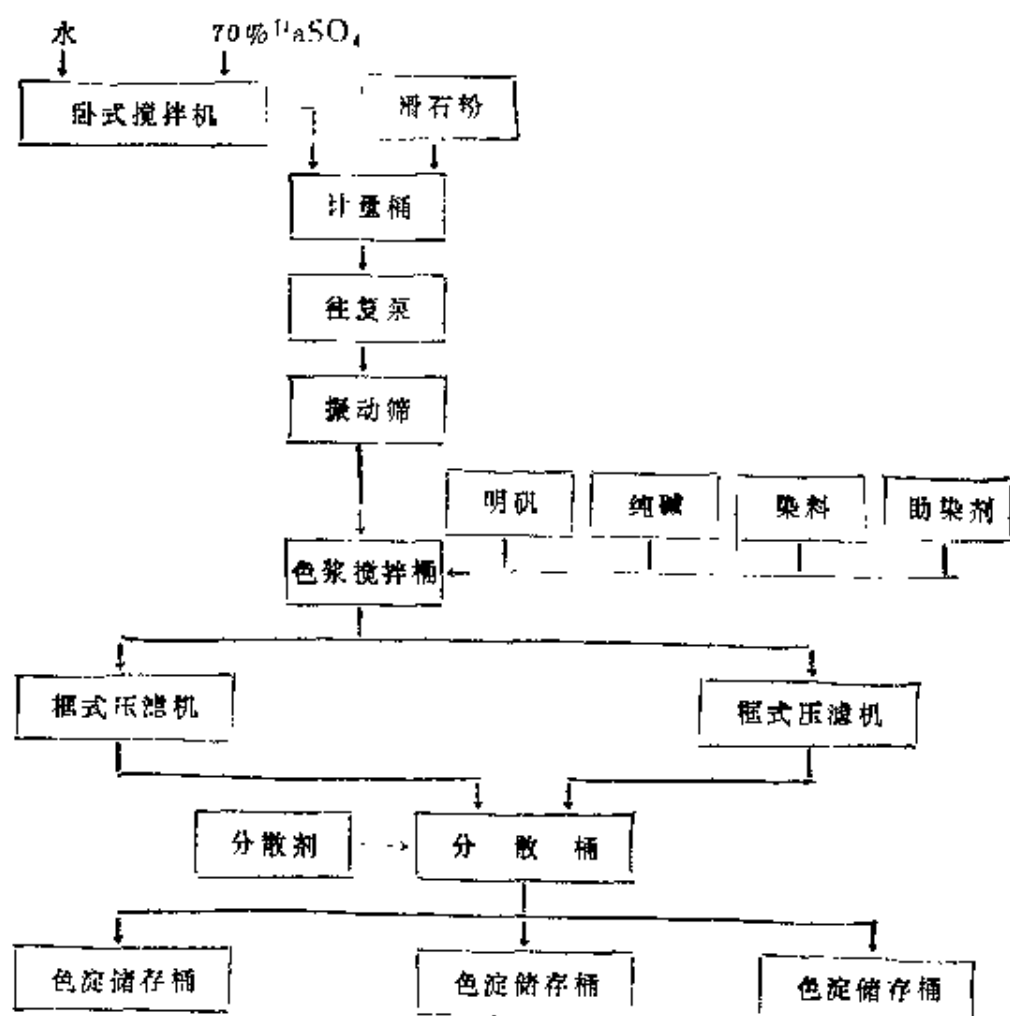 水 70%ᴵᴵaSO₄
卧式搅拌机
滑石粉
计量桶
往复泵
振动筛
明矾 纯碱 染料 助染剂
色浆搅拌桶
框式压滤机 框式压滤机
分散剂 分散桶
色淀储存桶 色淀储存桶 色淀储存桶